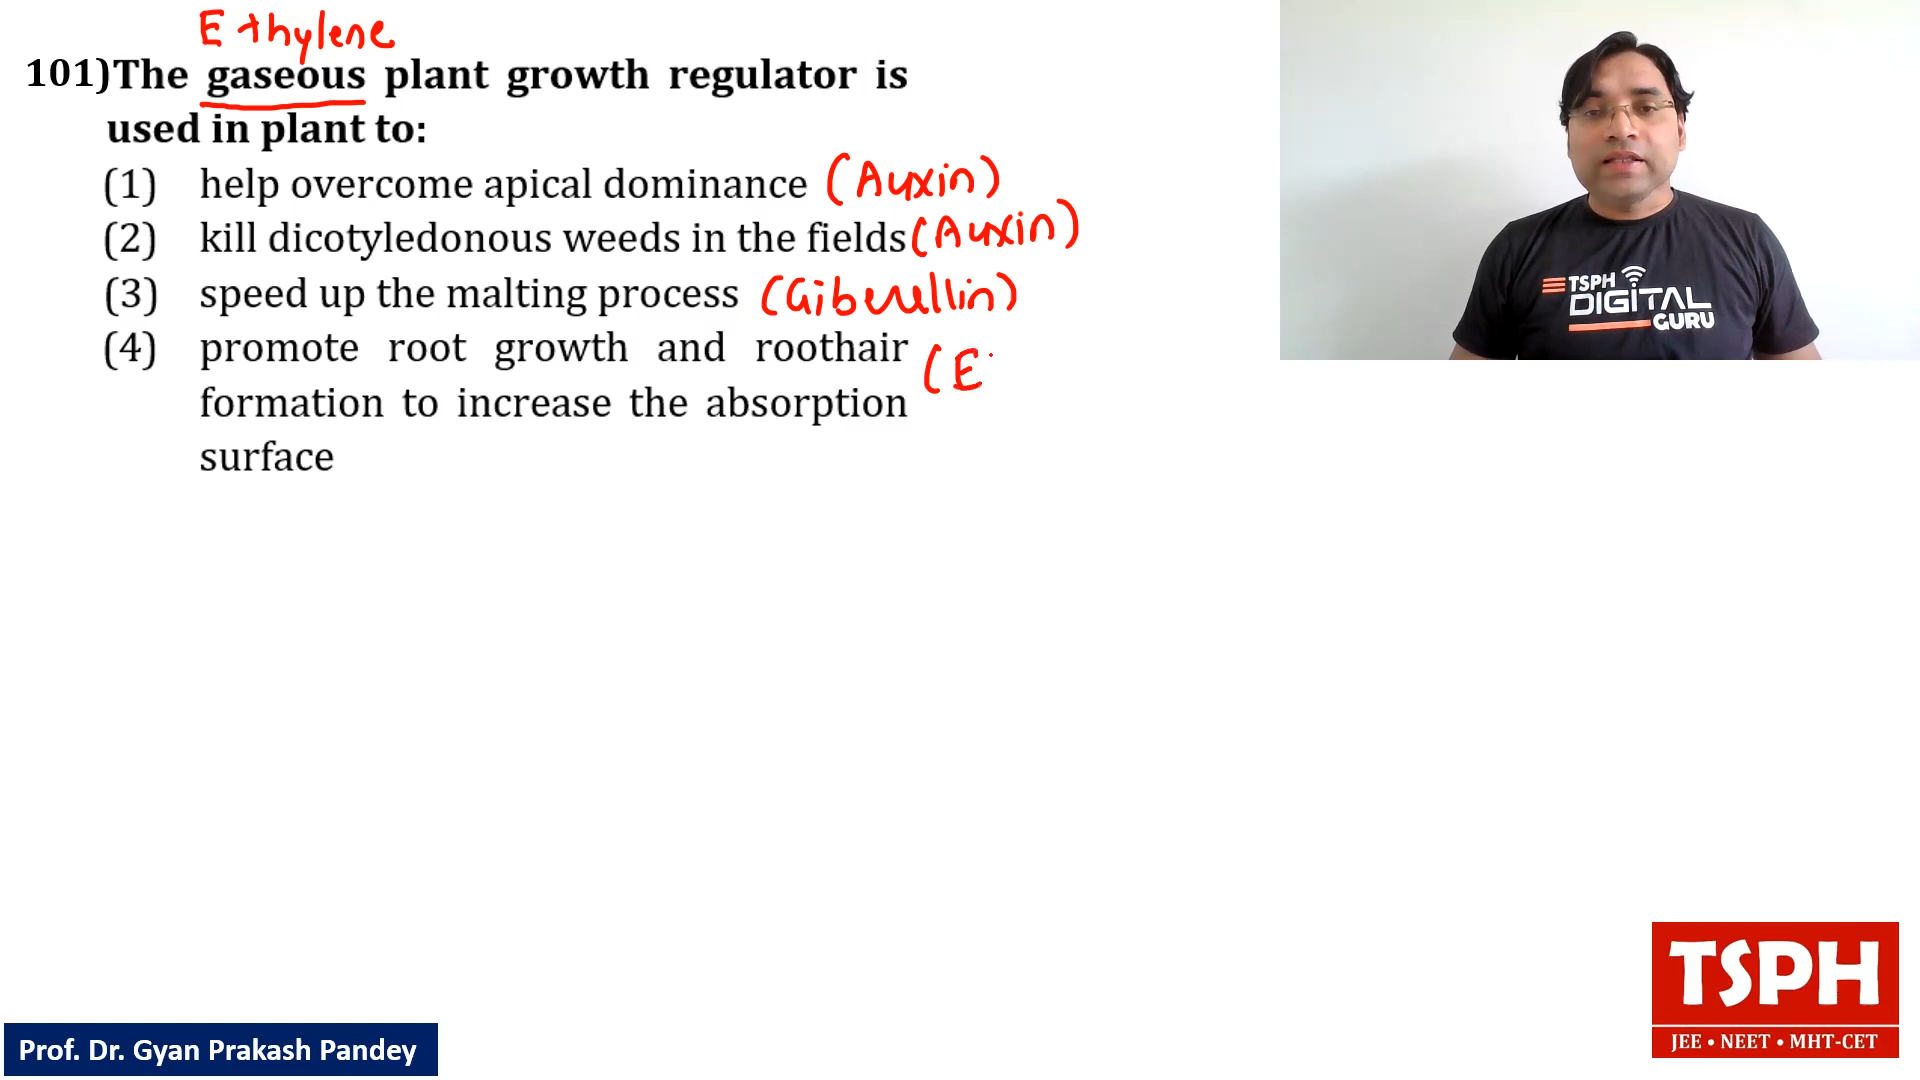 Ethylene
101) The gaseous plant growth regulator is
used in plant to:
(1) help overcome apical dominance (Auxin)
(2) kill dicotyledonous weeds in the fields (Auxin)
(3) speed up the malting process (Giberellin)
(4) promote root growth and roothair (E
formation to increase the absorption
surface
TSPH
DIGITAL
GURU
TSPH
JEE • NEET • MHT-CET
Prof. Dr. Gyan Prakash Pandey